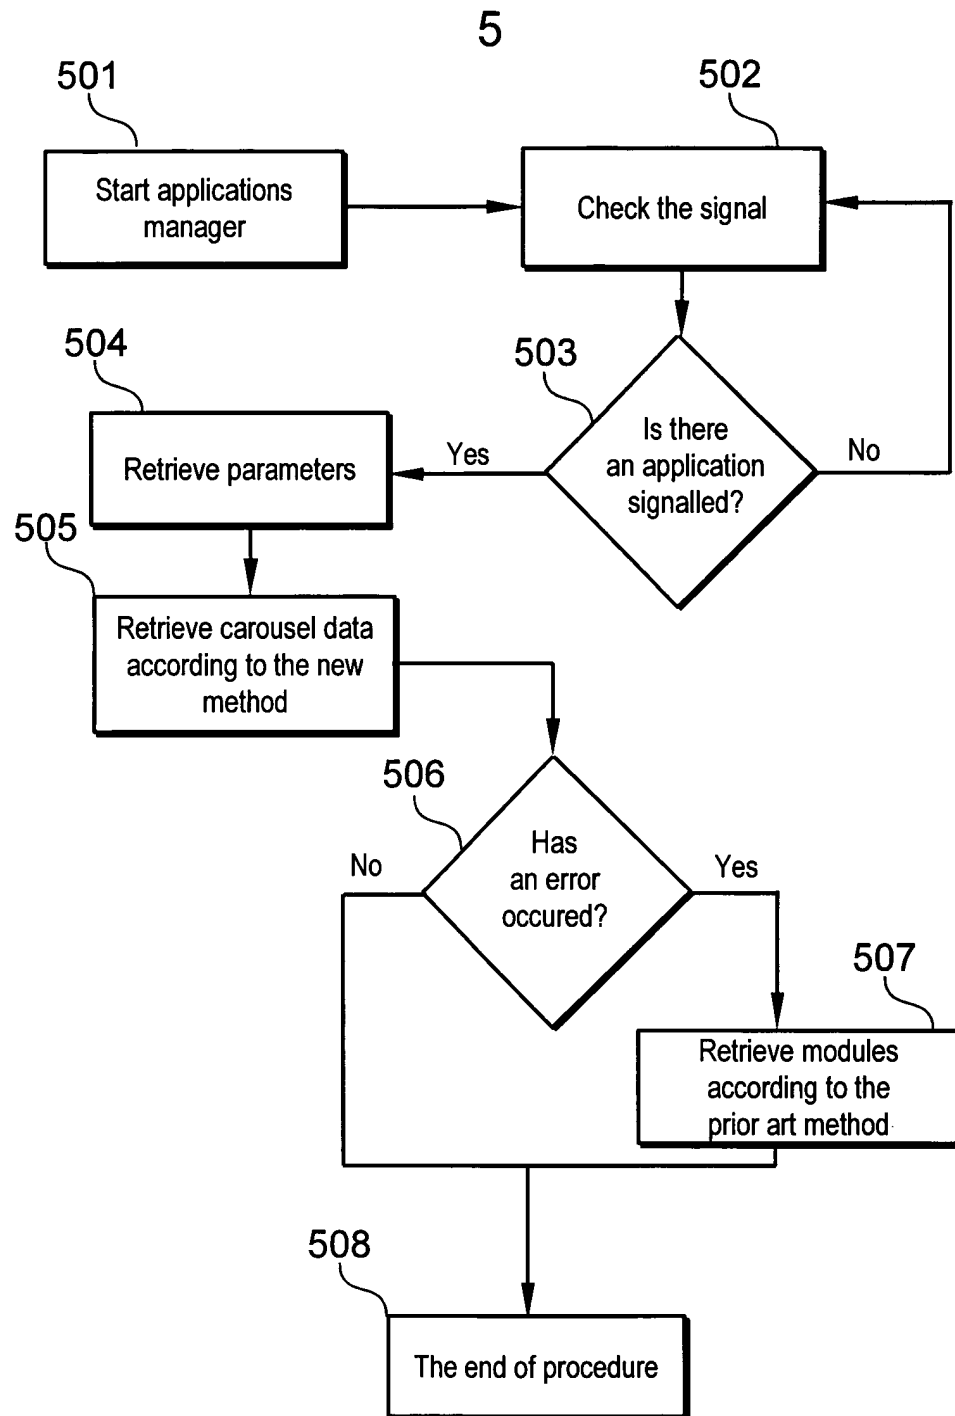 5
501
Start applications
manager
502
Check the signal
503
Is there
an application
signalled?
No
Yes
504
Retrieve parameters
505
Retrieve carousel data
according to the new
method
506
Has
an error
occured?
No
Yes
507
Retrieve modules
according to the
prior art method
508
The end of procedure